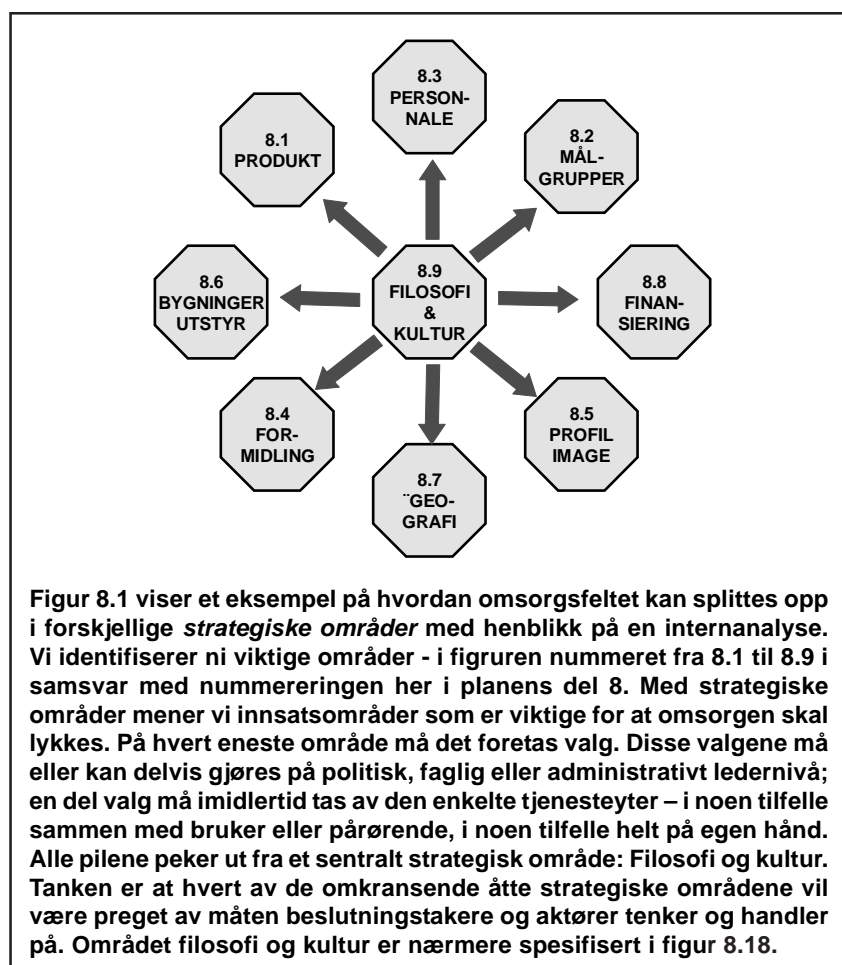 8.3
PERSON-
NALE
8.1
PRODUKT
8.2
MÅL-
GRUPPER
8.6
BYGNINGER
UTSTYR
8.9
FILOSOFI
&
KULTUR
8.8
FINAN-
SIERING
8.4
FOR-
MIDLING
8.5
PROFIL
IMAGE
8.7
¨GEO-
GRAFI
Figur 8.1 viser et eksempel på hvordan omsorgsfeltet kan splittes opp
i forskjellige strategiske områder med henblikk på en internanalyse.
Vi identifiserer ni viktige områder - i figruren nummeret fra 8.1 til 8.9 i
samsvar med nummereringen her i planens del 8. Med strategiske
områder mener vi innsatsområder som er viktige for at omsorgen skal
lykkes. På hvert eneste område må det foretas valg. Disse valgene må
eller kan delvis gjøres på politisk, faglig eller administrativt ledernivå;
en del valg må imidlertid tas av den enkelte tjenesteyter – i noen tilfelle
sammen med bruker eller pårørende, i noen tilfelle helt på egen hånd.
Alle pilene peker ut fra et sentralt strategisk område: Filosofi og kultur.
Tanken er at hvert av de omkransende åtte strategiske områdene vil
være preget av måten beslutningstakere og aktører tenker og handler
på. Området filosofi og kultur er nærmere spesifisert i figur 8.18.